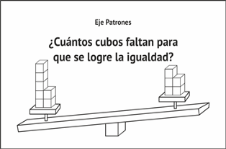 Eje Patrones
¿Cuántos cubos faltan para
que se logre la igualdad?